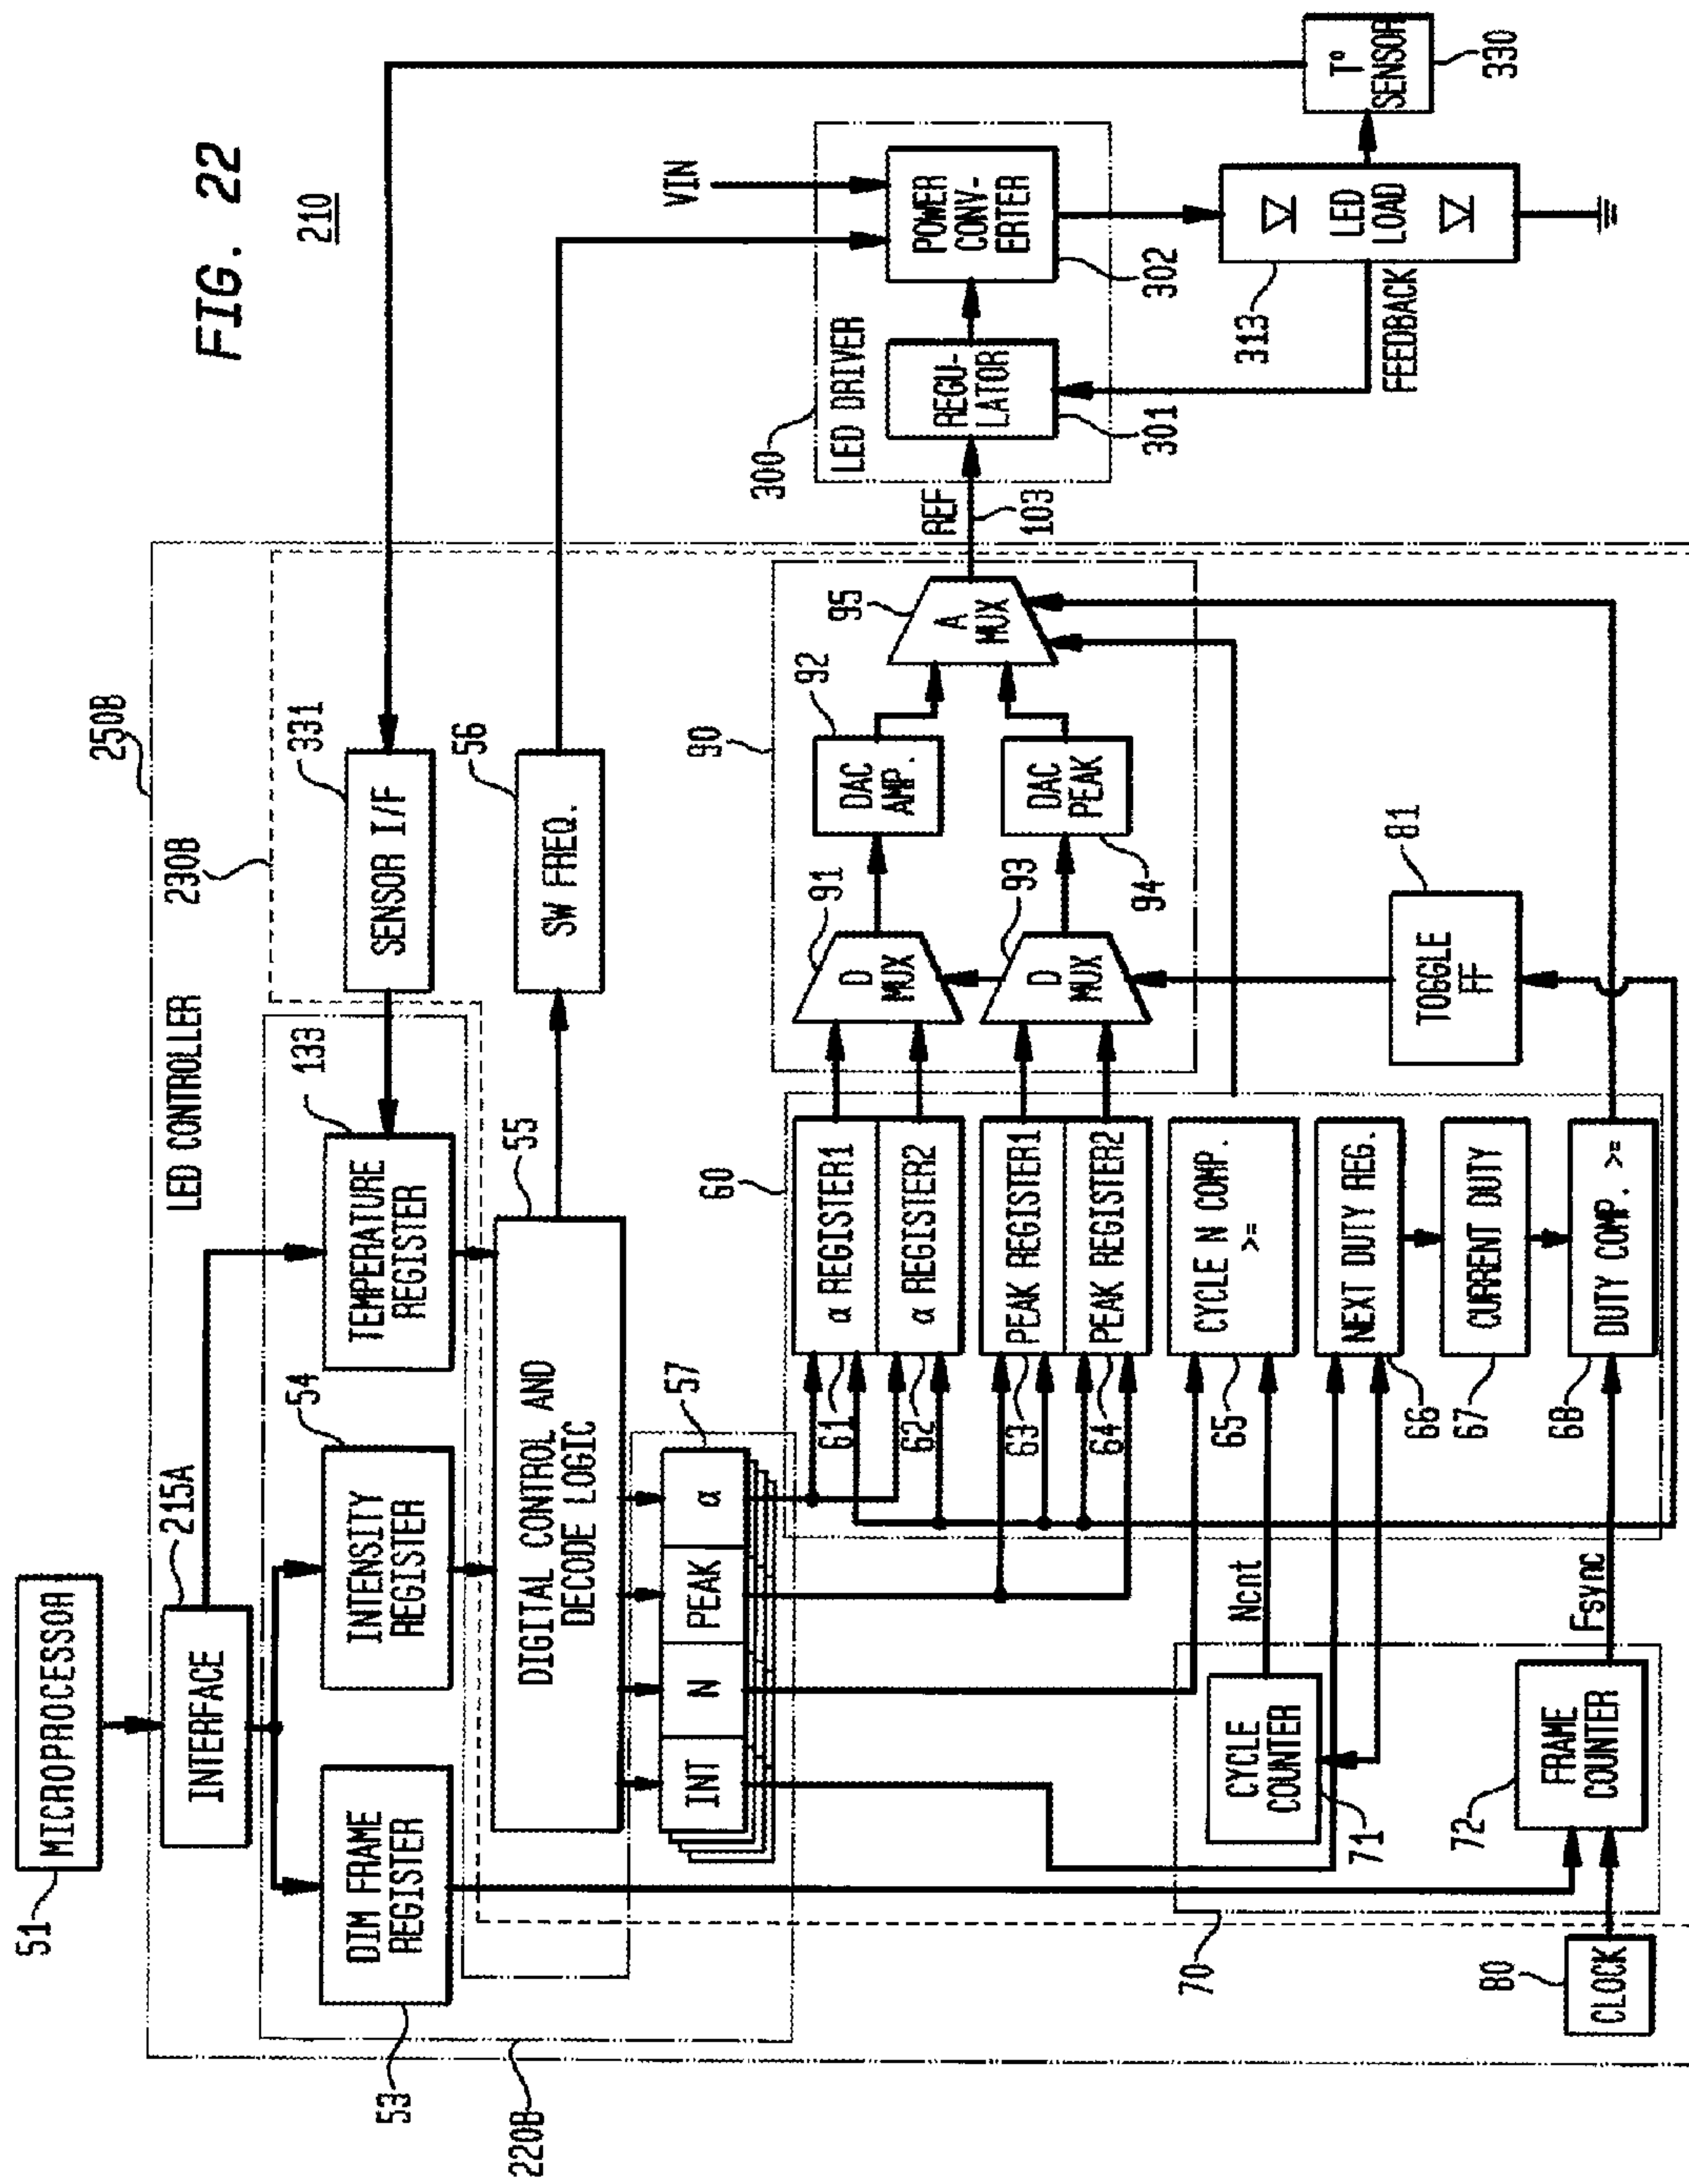 FIG. 22
210
MICROPROCESSOR
51
INTERFACE
215A
LED CONTROLLER
250B
230B
220B
DIM FRAME
REGISTER
53
INTENSITY
REGISTER
54
TEMPERATURE
REGISTER
133
SENSOR I/F
331
DIGITAL CONTROL AND
DECODE LOGIC
55
SW FREQ.
56
INT
N
PEAK
α
57
60
α REGISTER1
α REGISTER2
61
62
PEAK REGISTER1
PEAK REGISTER2
63
64
CYCLE N COMP.
>=
65
NEXT DUTY REG.
66
CURRENT DUTY
67
DUTY COMP. >=
68
CYCLE
COUNTER
71
Ncnt
FRAME
COUNTER
72
Fsync
70
CLOCK
80
TOGGLE
FF
81
90
D
MUX
91
DAC
AMP.
92
D
MUX
93
DAC
PEAK
94
A
MUX
95
REF
103
300
LED DRIVER
REGU-
LATOR
301
POWER
CONV-
ERTER
302
VIN
LED
LOAD
313
FEEDBACK
T°
SENSOR
330